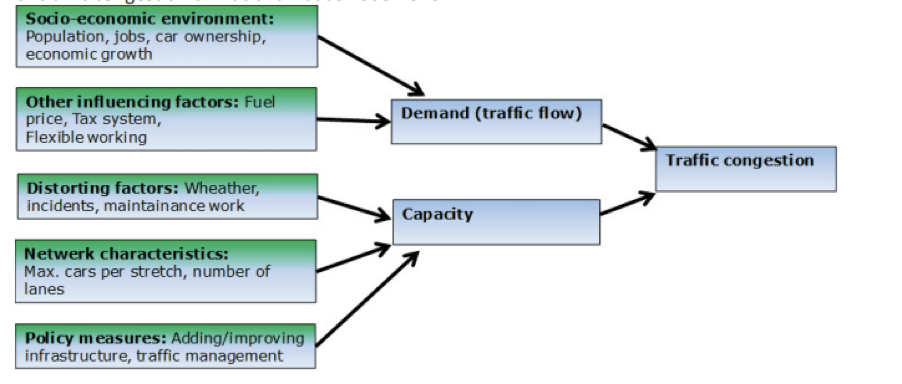 Socio-economic environment:
Population, jobs, car ownership,
economic growth
Other influencing factors: Fuel
price, Tax system,
Flexible working
Demand (traffic flow)
Traffic congestion
Distorting factors: Wheather,
incidents, maintainance work
Capacity
Netwerk characteristics:
Max. cars per stretch, number of
lanes
Policy measures: Adding/improving
infrastructure, traffic management